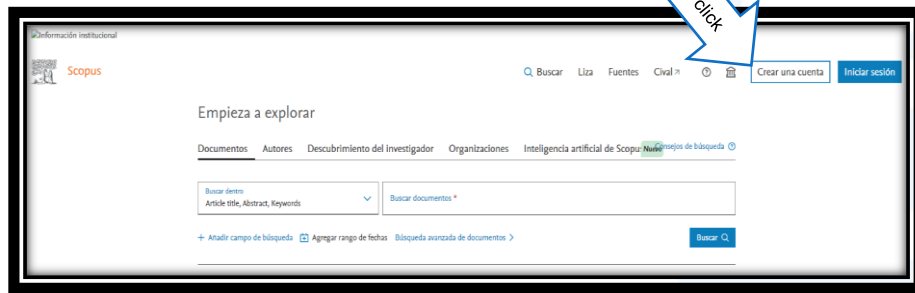 click
Información institucional
Scopus
Buscar Liza Fuentes Cival Crear una cuenta Iniciar sesión
Empieza a explorar
Documentos Autores Descubrimiento del investigador Organizaciones Inteligencia artificial de Scopus Nuevo Consejos de búsqueda
Buscar dentro
Article title, Abstract, Keywords
Buscar documentos *
Añadir campo de búsqueda Agregar rango de fechas Búsqueda avanzada de documentos
Buscar